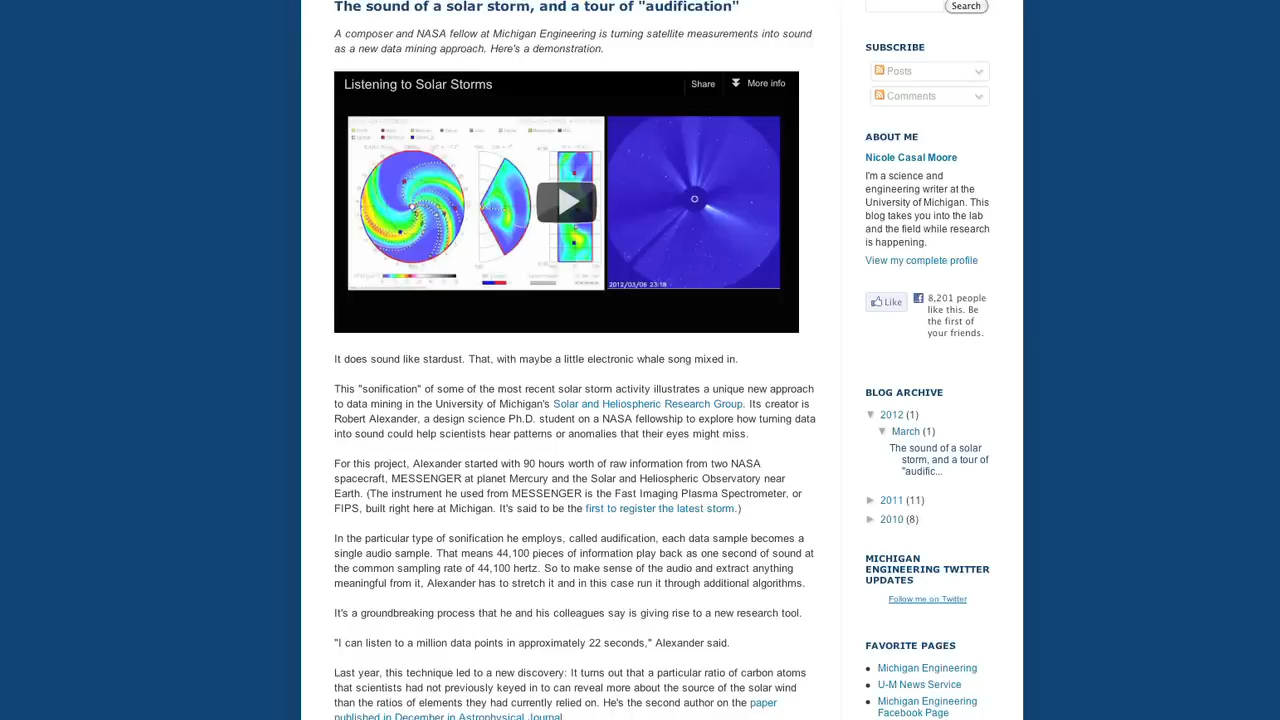 The sound of a solar storm, and a tour of "audification"
A composer and NASA fellow at Michigan Engineering is turning satellite measurements into sound
as a new data mining approach. Here's a demonstration.
Listening to Solar Storms
Share
More info
2012/03/06 23:18
It does sound like stardust. That, with maybe a little electronic whale song mixed in.
This "sonification" of some of the most recent solar storm activity illustrates a unique new approach
to data mining in the University of Michigan's Solar and Heliospheric Research Group. Its creator is
Robert Alexander, a design science Ph.D. student on a NASA fellowship to explore how turning data
into sound could help scientists hear patterns or anomalies that their eyes might miss.
For this project, Alexander started with 90 hours worth of raw information from two NASA
spacecraft, MESSENGER at planet Mercury and the Solar and Heliospheric Observatory near
Earth. (The instrument he used from MESSENGER is the Fast Imaging Plasma Spectrometer, or
FIPS, built right here at Michigan. It's said to be the first to register the latest storm.)
In the particular type of sonification he employs, called audification, each data sample becomes a
single audio sample. That means 44,100 pieces of information play back as one second of sound at
the common sampling rate of 44,100 hertz. So to make sense of the audio and extract anything
meaningful from it, Alexander has to stretch it and in this case run it through additional algorithms.
It's a groundbreaking process that he and his colleagues say is giving rise to a new research tool.
"I can listen to a million data points in approximately 22 seconds," Alexander said.
Last year, this technique led to a new discovery: It turns out that a particular ratio of carbon atoms
that scientists had not previously keyed in to can reveal more about the source of the solar wind
than the ratios of elements they had currently relied on. He's the second author on the paper
published in December in Astrophysical Journal.
Search
SUBSCRIBE
Posts
Comments
ABOUT ME
Nicole Casal Moore
I'm a science and
engineering writer at the
University of Michigan. This
blog takes you into the lab
and the field while research
is happening.
View my complete profile
Like
8,201 people
like this. Be
the first of
your friends.
BLOG ARCHIVE
▼ 2012 (1)
▼ March (1)
The sound of a solar
storm, and a tour of
"audific...
► 2011 (11)
► 2010 (8)
MICHIGAN
ENGINEERING TWITTER
UPDATES
Follow me on Twitter
FAVORITE PAGES
Michigan Engineering
U-M News Service
Michigan Engineering
Facebook Page